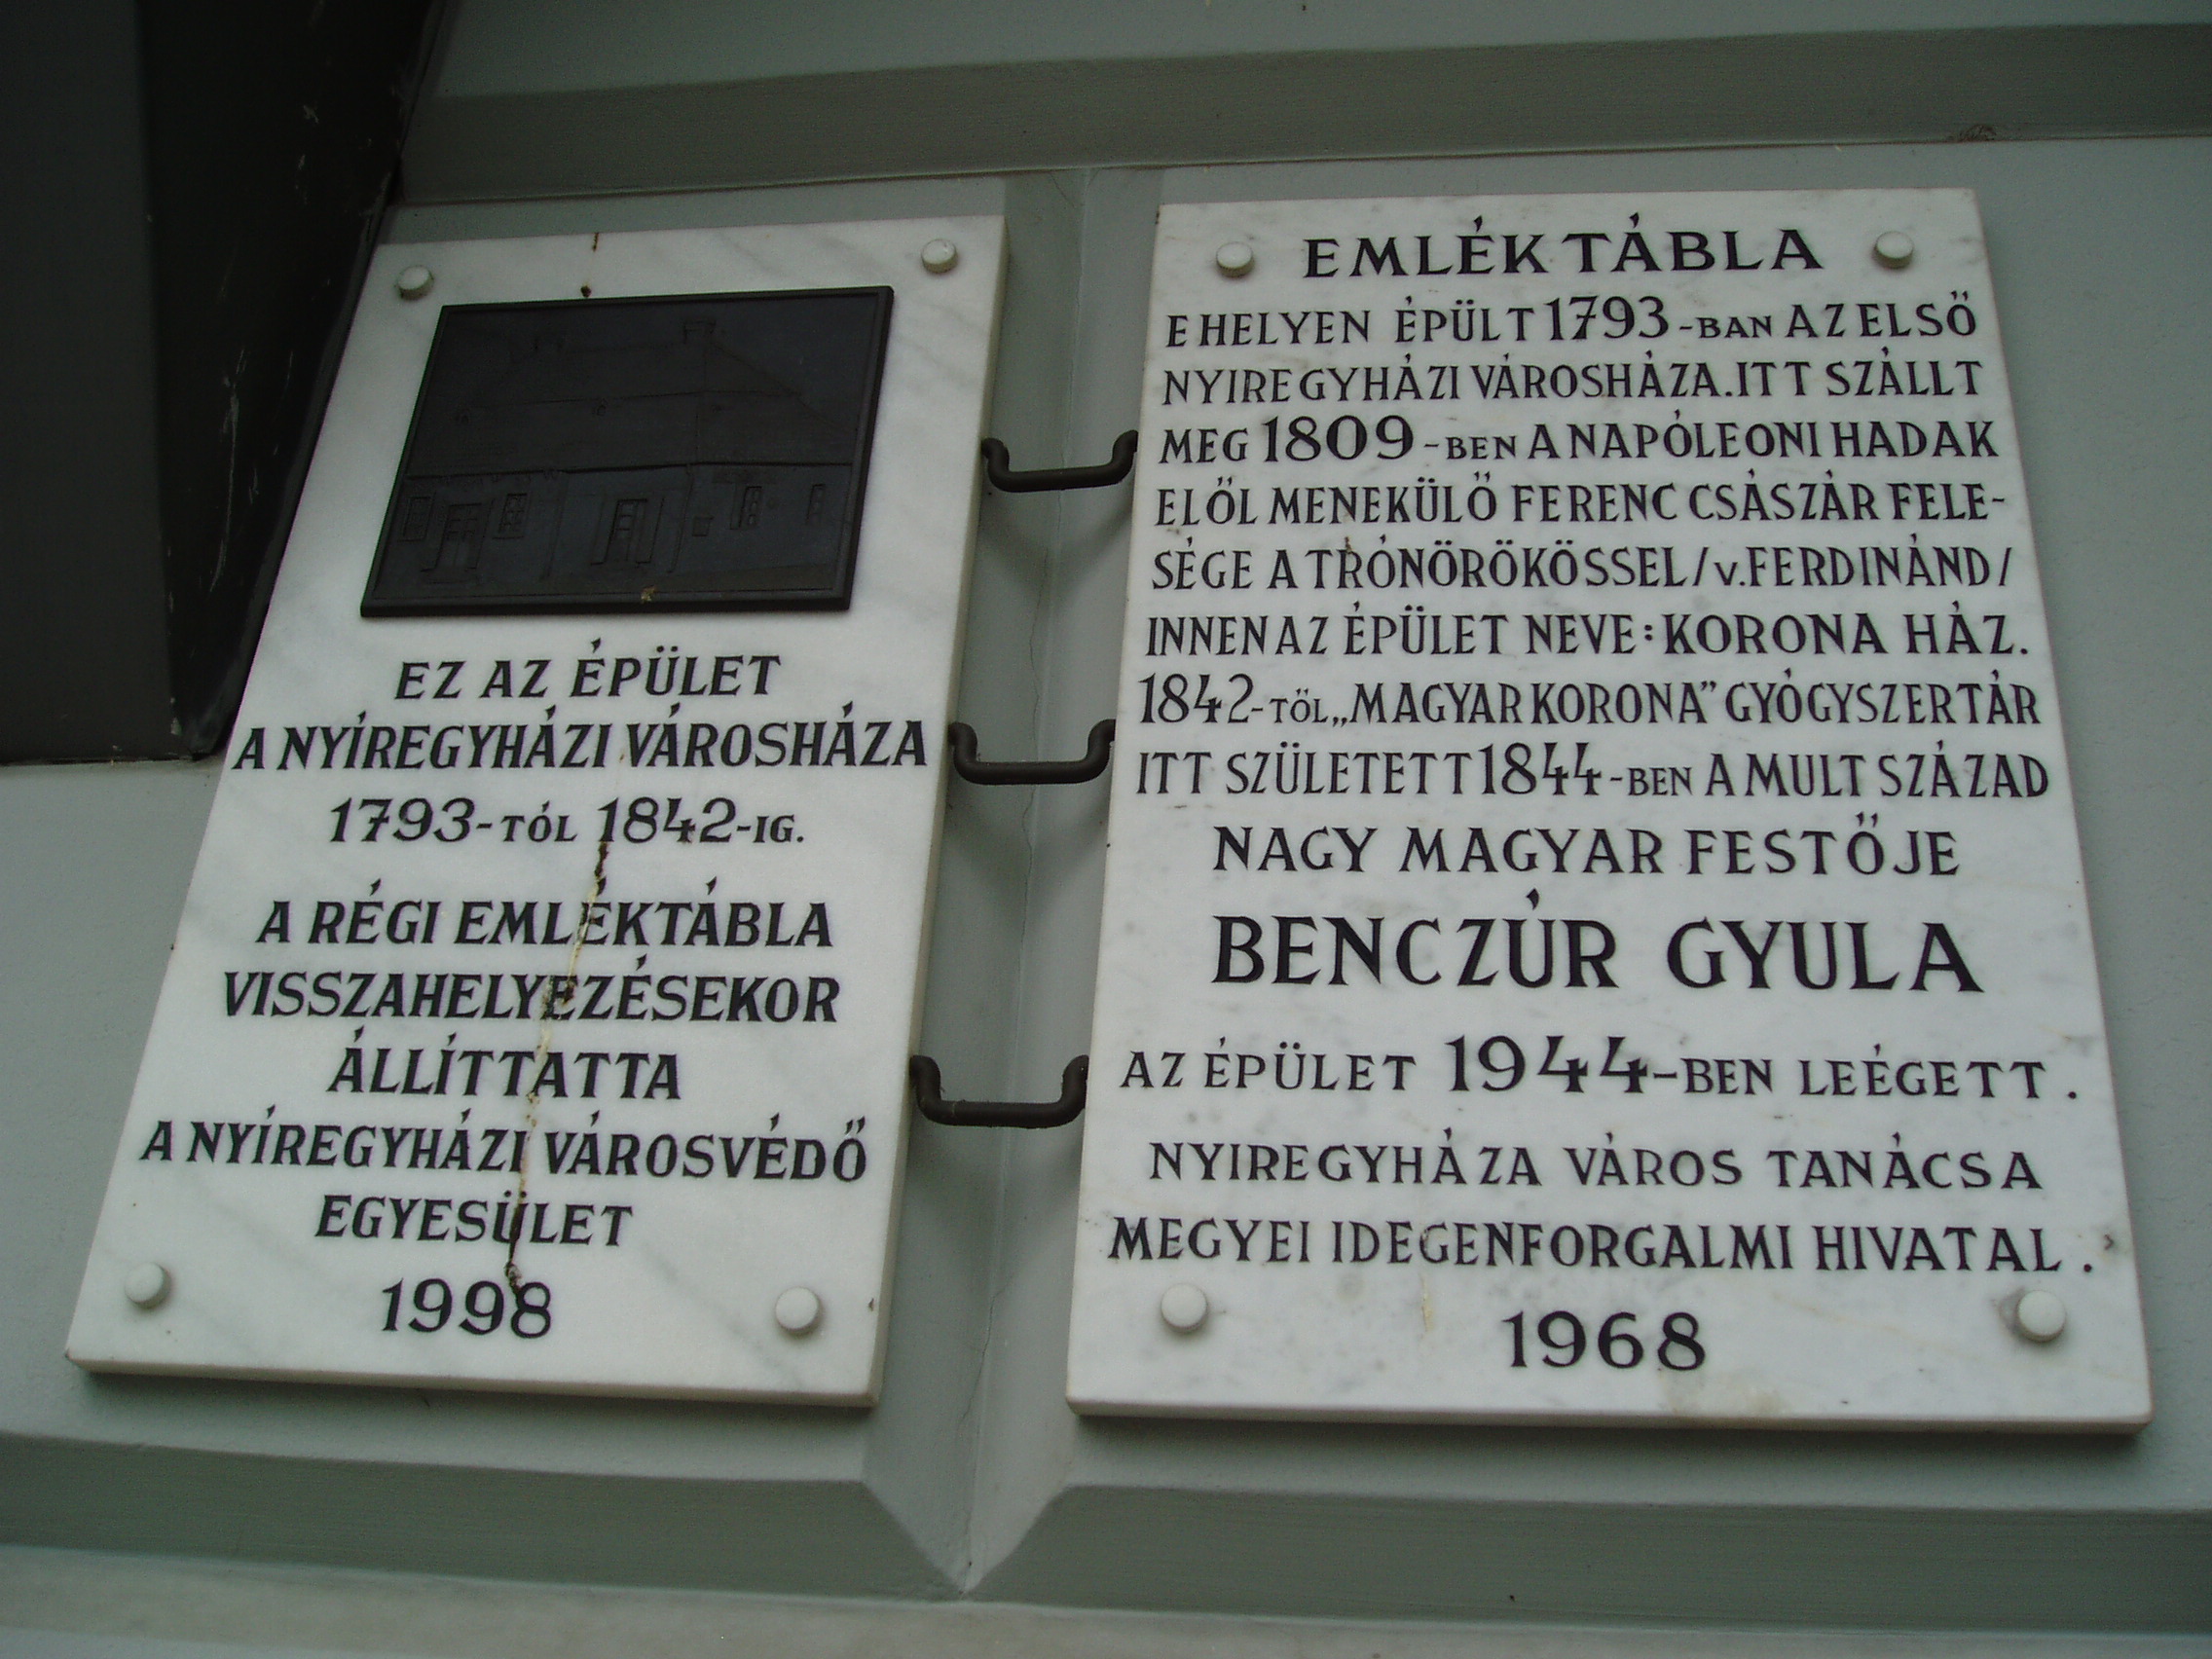 EZ AZ ÉPÜLET
A NYÍREGYHÁZI VÁROSHÁZA
1793-TÓL 1842-IG.
A RÉGI EMLÉKTÁBLA
VISSZAHELYEZÉSEKOR
ÁLLÍTTATTA
A NYÍREGYHÁZI VÁROSVÉDŐ
EGYESÜLET
1998
EMLÉKTÁBLA
E HELYEN ÉPÜLT 1793-BAN AZ ELSŐ
NYIREGYHÁZI VÁROSHÁZA. ITT SZÁLLT
MEG 1809-BEN A NAPÓLEONI HADAK
ELŐL MENEKÜLŐ FERENC CSÁSZÁR FELE-
SÉGE A TRÓNÖRÖKÖSSEL /V. FERDINÁND/
INNEN AZ ÉPÜLET NEVE: KORONA HÁZ.
1842-TŐL „MAGYAR KORONA” GYÓGYSZERTÁR
ITT SZÜLETETT 1844-BEN A MULT SZÁZAD
NAGY MAGYAR FESTŐJE
BENCZÚR GYULA
AZ ÉPÜLET 1944-BEN LEÉGETT.
NYIREGYHÁZA VÁROS TANÁCSA
MEGYEI IDEGENFORGALMI HIVATAL.
1968